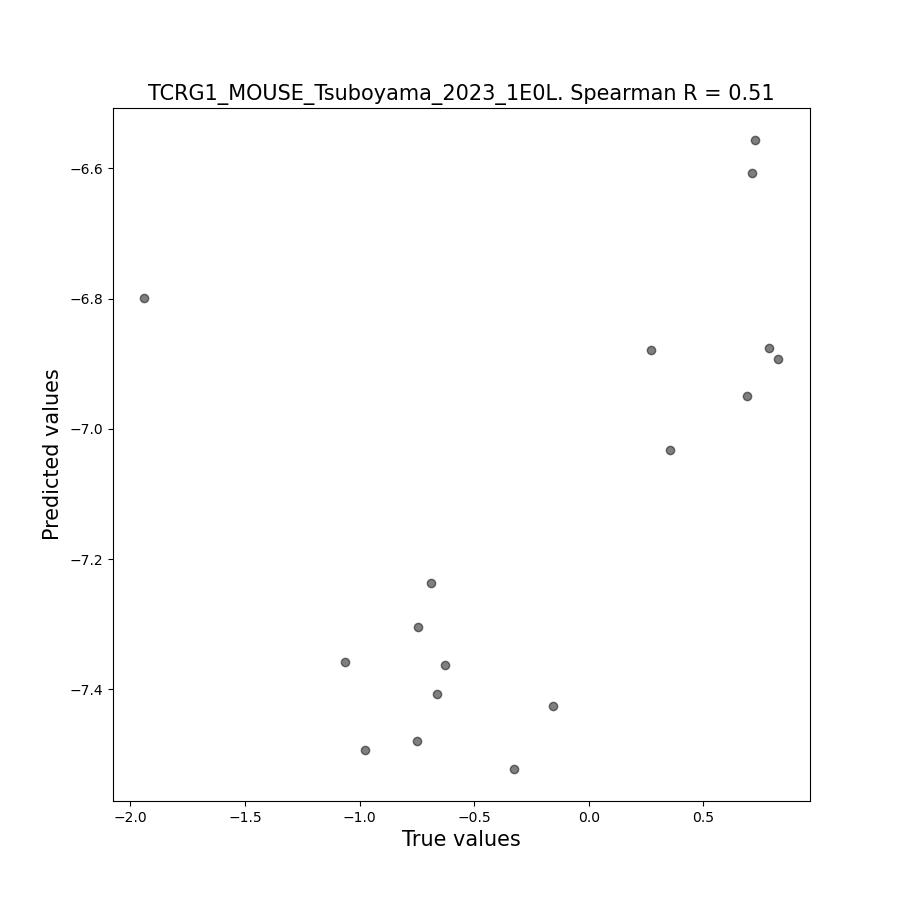 TCRG1_MOUSE_Tsuboyama_2023_1E0L. Spearman R = 0.51
−6.6
−6.8
−7.0
−7.2
−7.4
Predicted values
−2.0 −1.5 −1.0 −0.5 0.0 0.5
True values